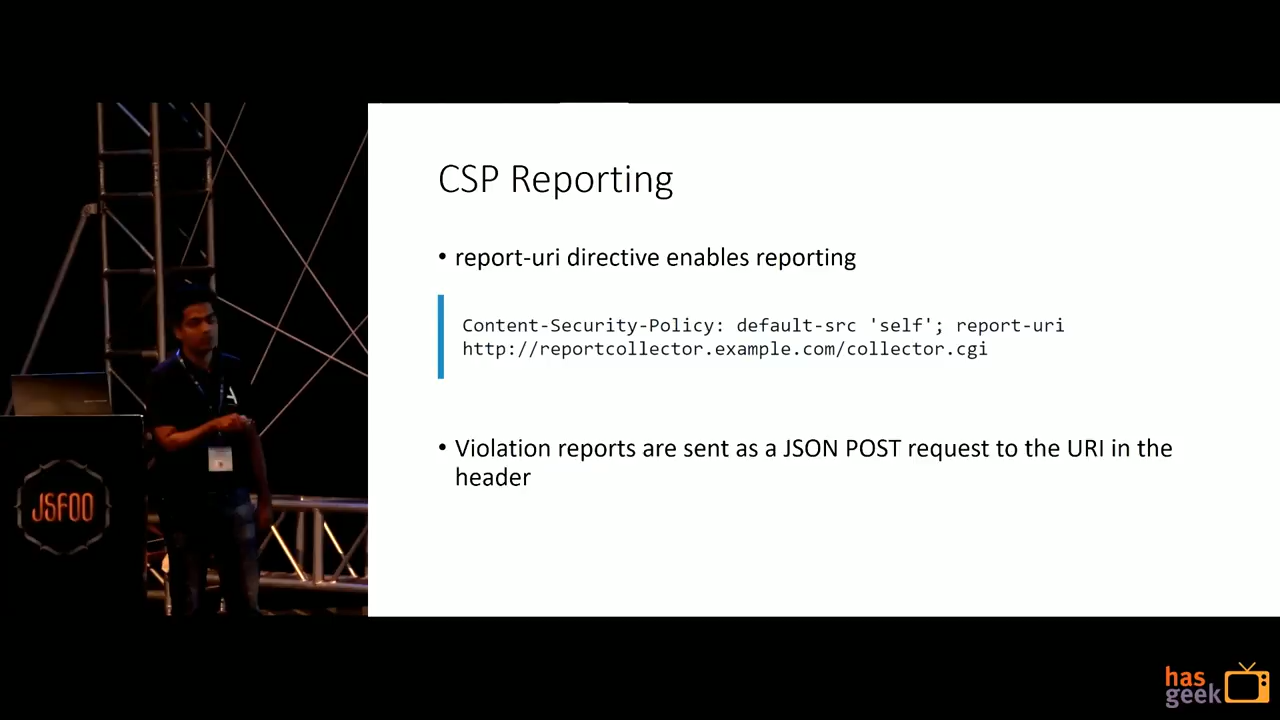 CSP Reporting
• report-uri directive enables reporting
Content-Security-Policy: default-src 'self'; report-uri
http://reportcollector.example.com/collector.cgi
• Violation reports are sent as a JSON POST request to the URI in the
header
JSFOO
has
geek